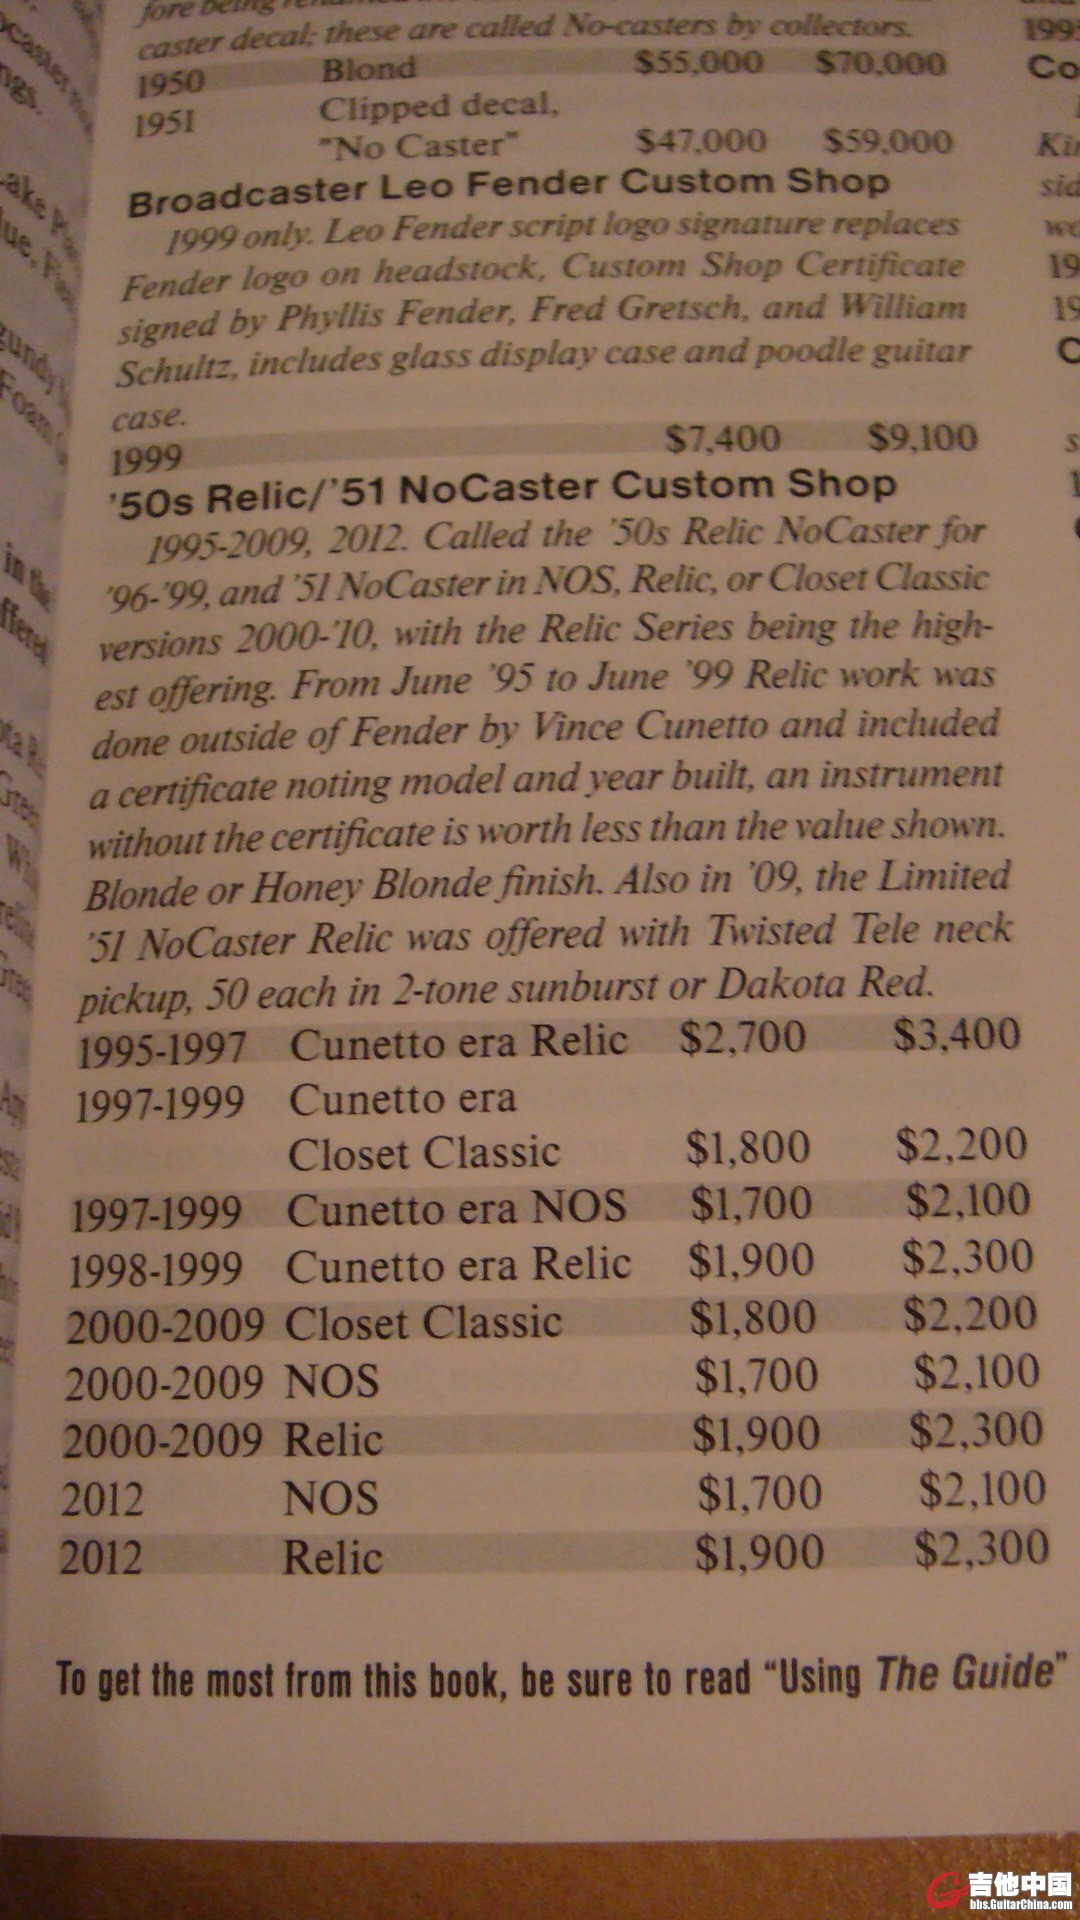 fore being
caster decal; these are called No-casters by collectors.
1950 Blond $55,000 $70,000
1951 Clipped decal,
"No Caster" $47,000 $59,000
Broadcaster Leo Fender Custom Shop
1999 only. Leo Fender script logo signature replaces
Fender logo on headstock, Custom Shop Certificate
signed by Phyllis Fender, Fred Gretsch, and William
Schultz, includes glass display case and poodle guitar
case.
1999 $7,400 $9,100
'50s Relic/'51 NoCaster Custom Shop
1995-2009, 2012. Called the '50s Relic NoCaster for
'96-'99, and '51 NoCaster in NOS, Relic, or Closet Classic
versions 2000-'10, with the Relic Series being the high-
est offering. From June '95 to June '99 Relic work was
done outside of Fender by Vince Cunetto and included
a certificate noting model and year built, an instrument
without the certificate is worth less than the value shown.
Blonde or Honey Blonde finish. Also in '09, the Limited
'51 NoCaster Relic was offered with Twisted Tele neck
pickup, 50 each in 2-tone sunburst or Dakota Red.
1995-1997 Cunetto era Relic $2,700 $3,400
1997-1999 Cunetto era
Closet Classic $1,800 $2,200
1997-1999 Cunetto era NOS $1,700 $2,100
1998-1999 Cunetto era Relic $1,900 $2,300
2000-2009 Closet Classic $1,800 $2,200
2000-2009 NOS $1,700 $2,100
2000-2009 Relic $1,900 $2,300
2012 NOS $1,700 $2,100
2012 Relic $1,900 $2,300
To get the most from this book, be sure to read “Using The Guide”
吉他中国
bbs.GuitarChina.com